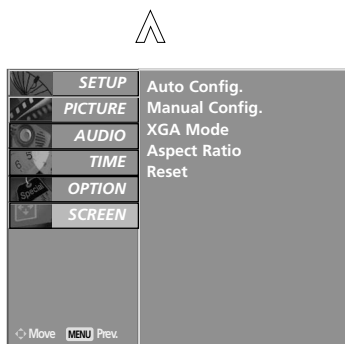 SETUP
PICTURE
AUDIO
TIME
OPTION
SCREEN
Auto Config.
Manual Config.
XGA Mode
Aspect Ratio
Reset
Move MENU Prev.